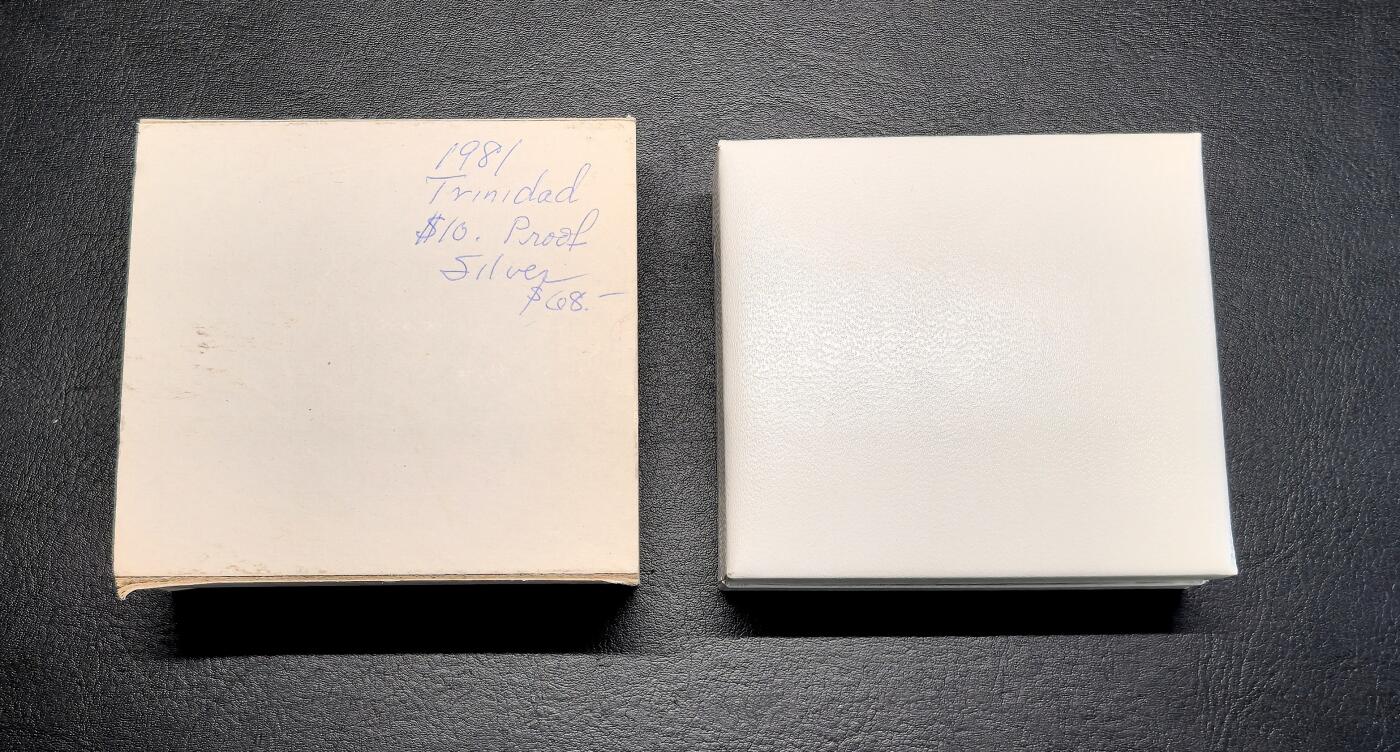 1981
Trinidad
$10. Proof
Silver
$68.—